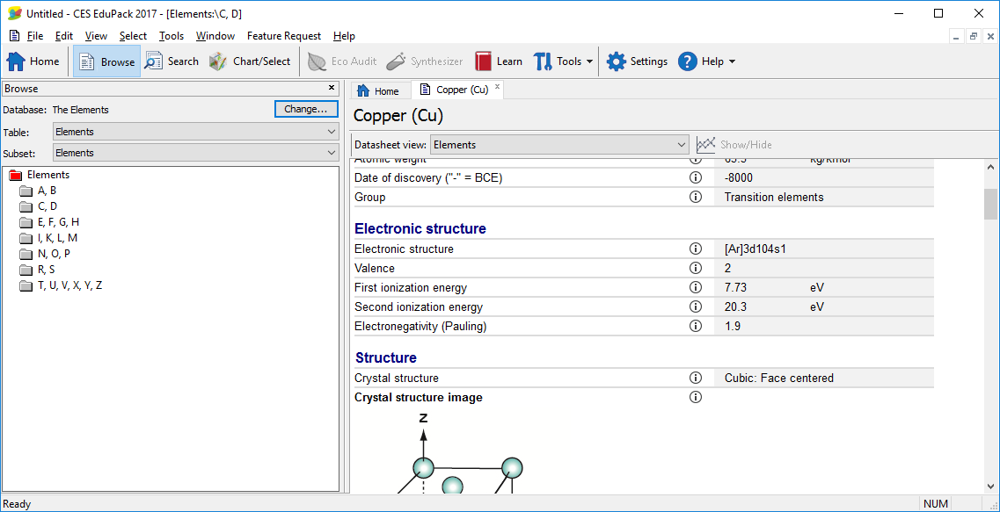 Untitled - CES EduPack 2017 - [Elements:\C, D]
File Edit View Select Tools Window Feature Request Help
Home Browse Search Chart/Select Eco Audit Synthesizer Learn Tools Settings ? Help
Browse
Database: The Elements Change...
Table: Elements
Subset: Elements
Elements
A, B
C, D
E, F, G, H
I, K, L, M
N, O, P
R, S
T, U, V, X, Y, Z
Home Copper (Cu)
Copper (Cu)
Datasheet view: Elements Show/Hide
Atomic weight 63.5 kg/kmol
Date of discovery ("-" = BCE) -8000
Group Transition elements
Electronic structure
Electronic structure [Ar]3d104s1
Valence 2
First ionization energy 7.73 eV
Second ionization energy 20.3 eV
Electronegativity (Pauling) 1.9
Structure
Crystal structure Cubic: Face centered
Crystal structure image
Z
Ready NUM